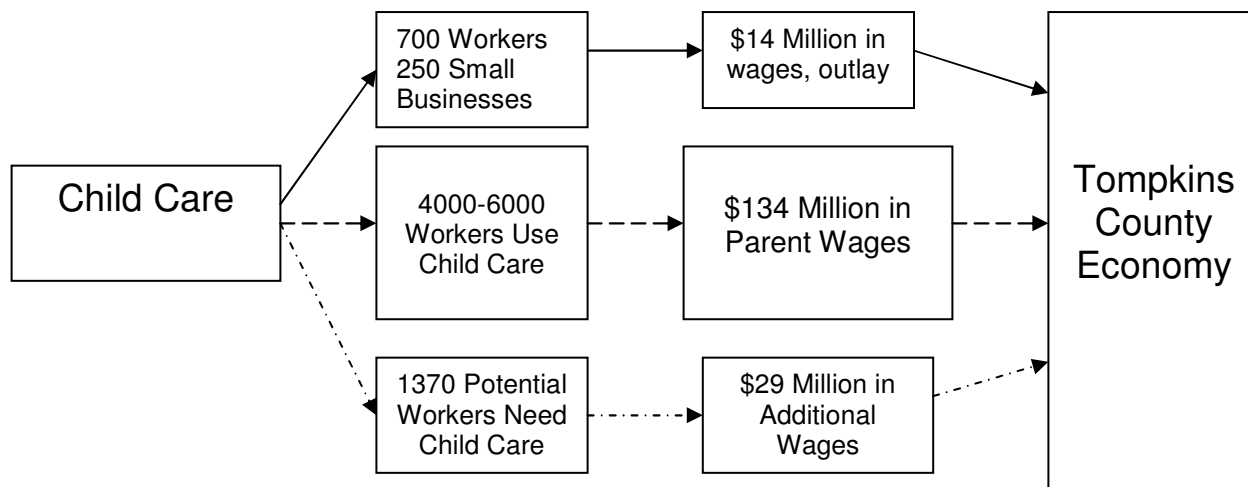 Child Care
700 Workers
250 Small
Businesses
$14 Million in
wages, outlay
4000-6000
Workers Use
Child Care
$134 Million in
Parent Wages
1370 Potential
Workers Need
Child Care
$29 Million in
Additional
Wages
Tompkins
County
Economy